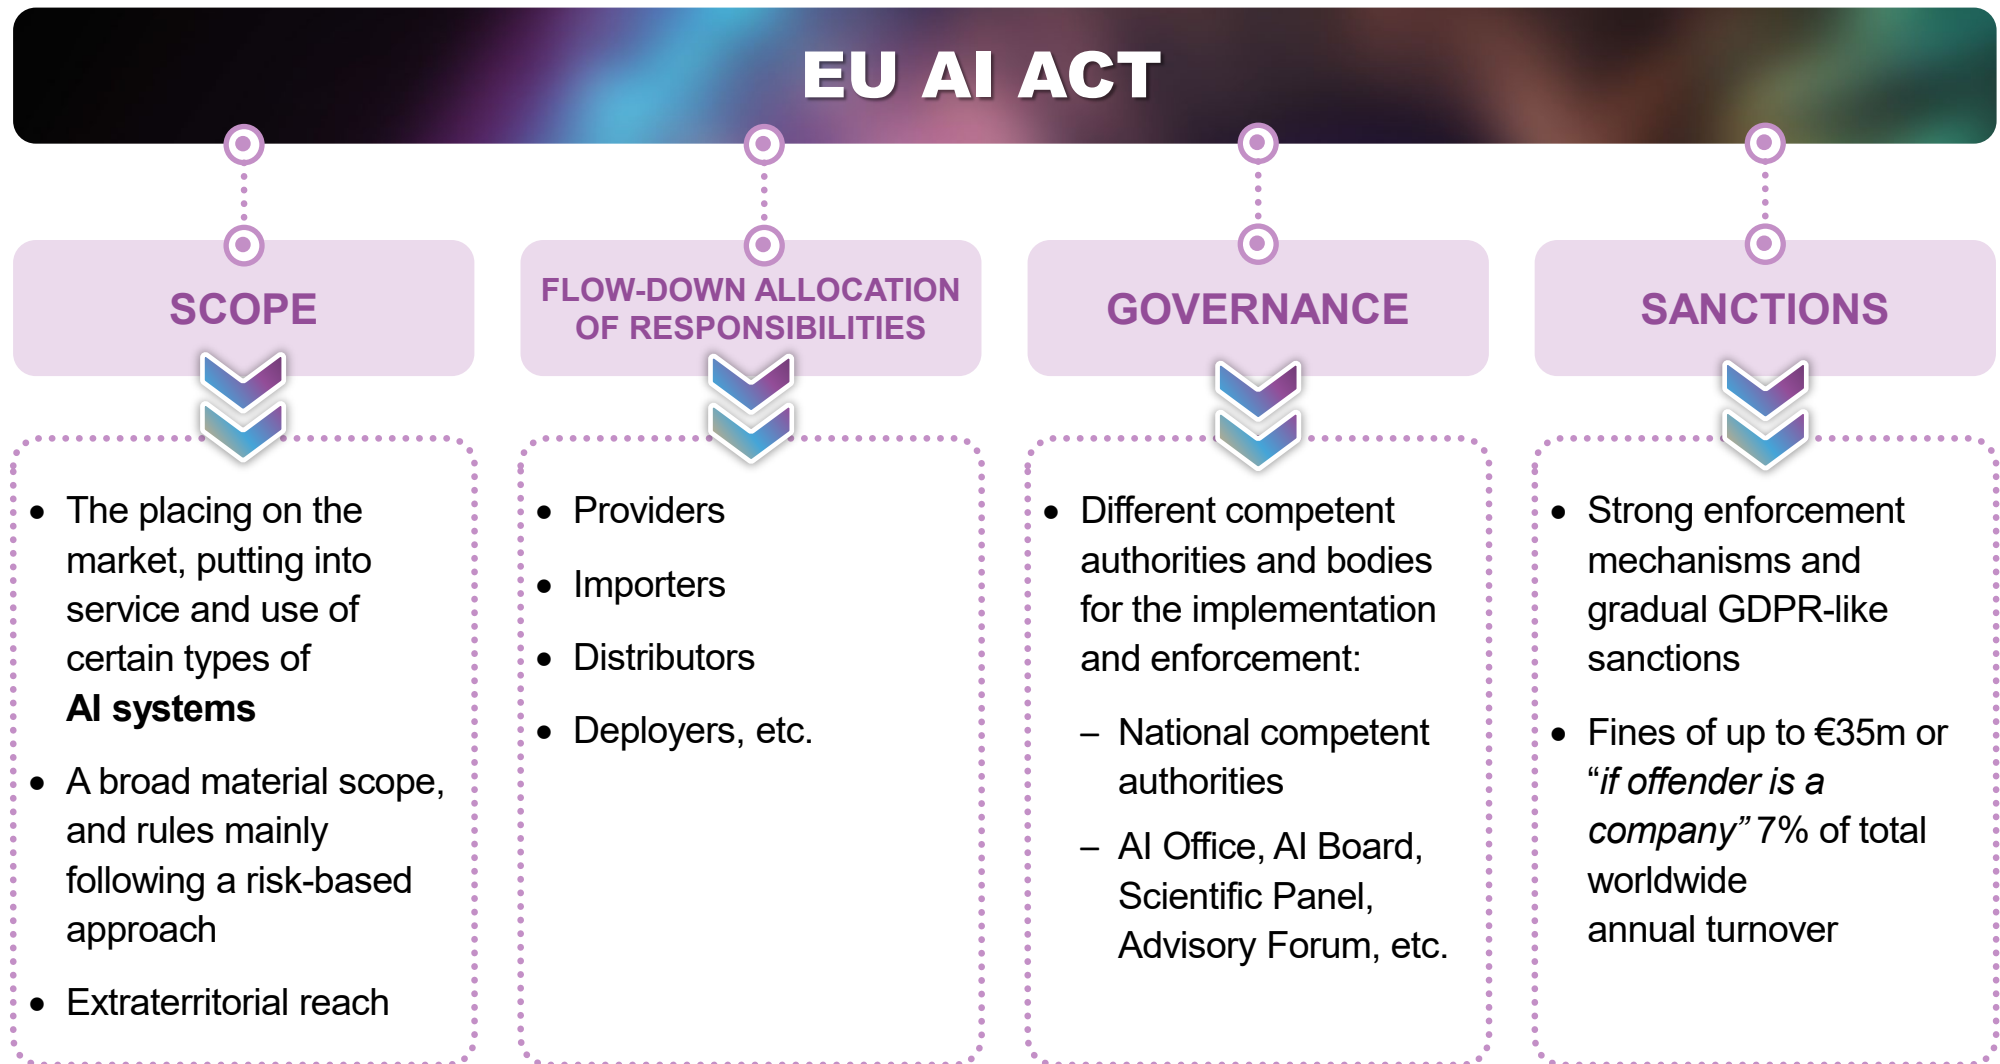 EU AI ACT
SCOPE
• The placing on the
market, putting into
service and use of
certain types of
AI systems
• A broad material scope,
and rules mainly
following a risk-based
approach
• Extraterritorial reach
FLOW-DOWN ALLOCATION
OF RESPONSIBILITIES
• Providers
• Importers
• Distributors
• Deployers, etc.
GOVERNANCE
• Different competent
authorities and bodies
for the implementation
and enforcement:
– National competent
authorities
– AI Office, AI Board,
Scientific Panel,
Advisory Forum, etc.
SANCTIONS
• Strong enforcement
mechanisms and
gradual GDPR-like
sanctions
• Fines of up to €35m or
“if offender is a
company” 7% of total
worldwide
annual turnover